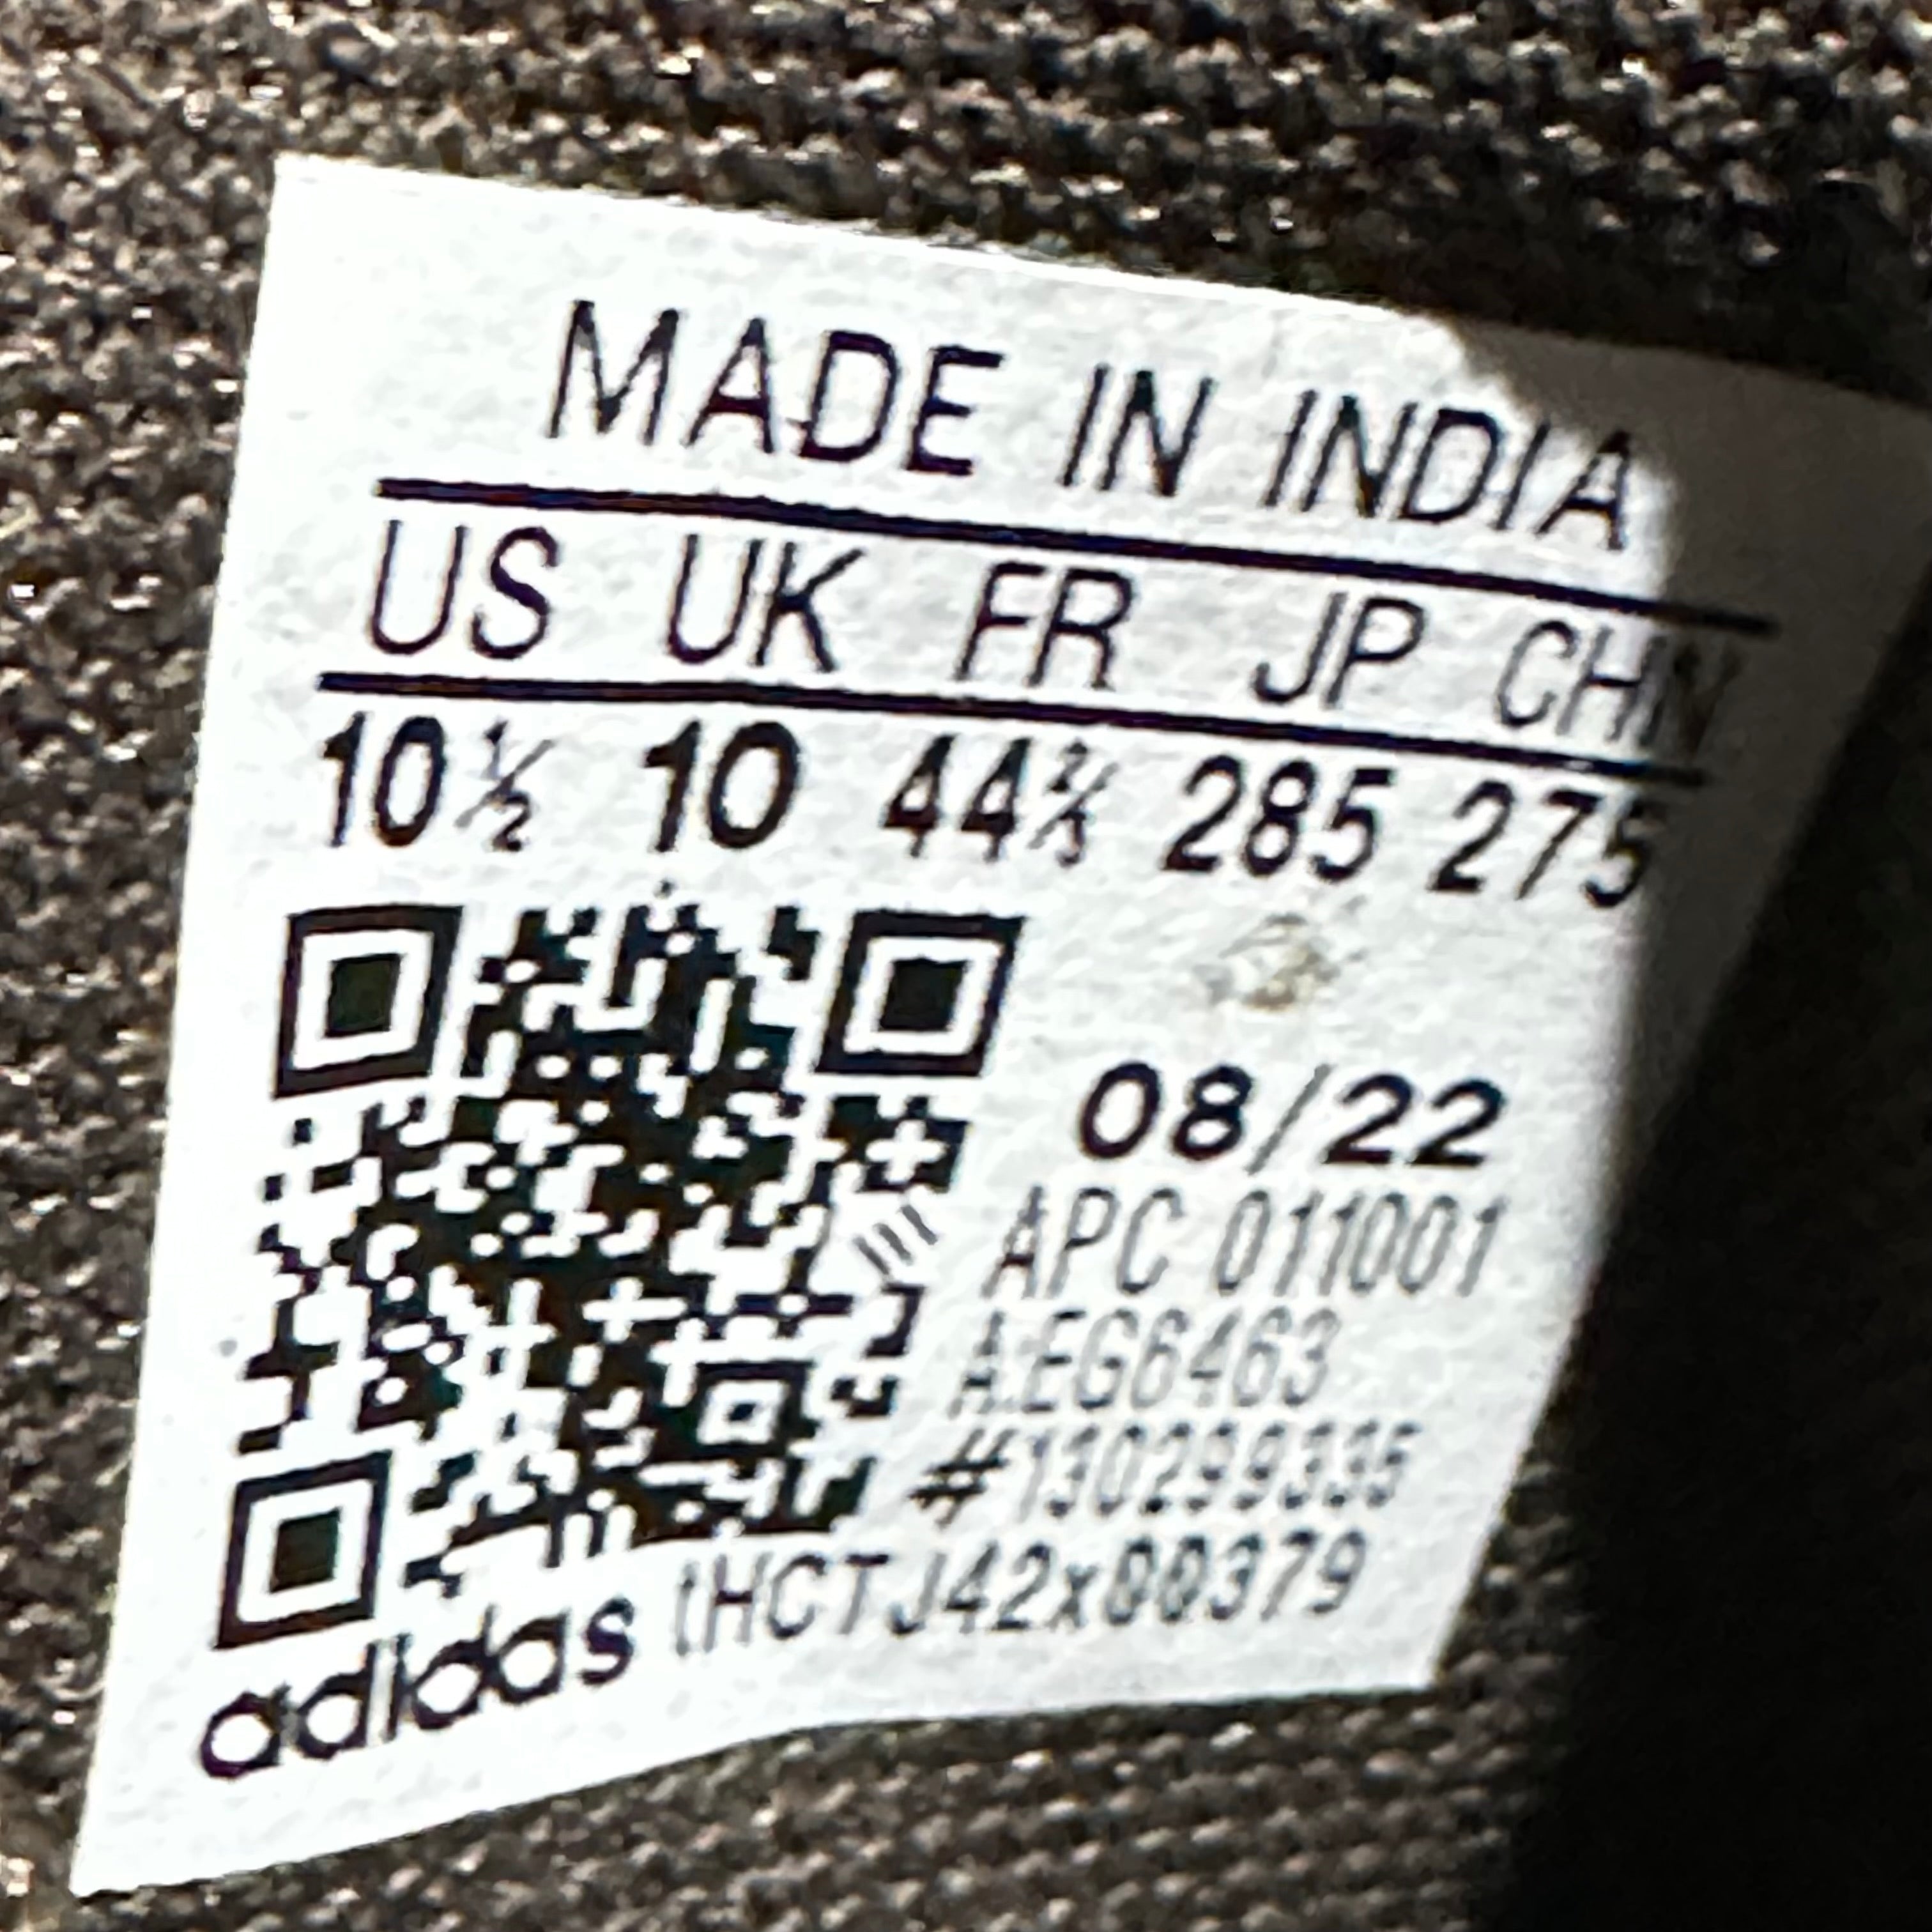 MADE IN INDIA
US UK FR JP CHN
10½ 10 44⅔ 285 275
08/22
APC 011001
A:EG6463
#130299335
adidas tHCTJ42x00379